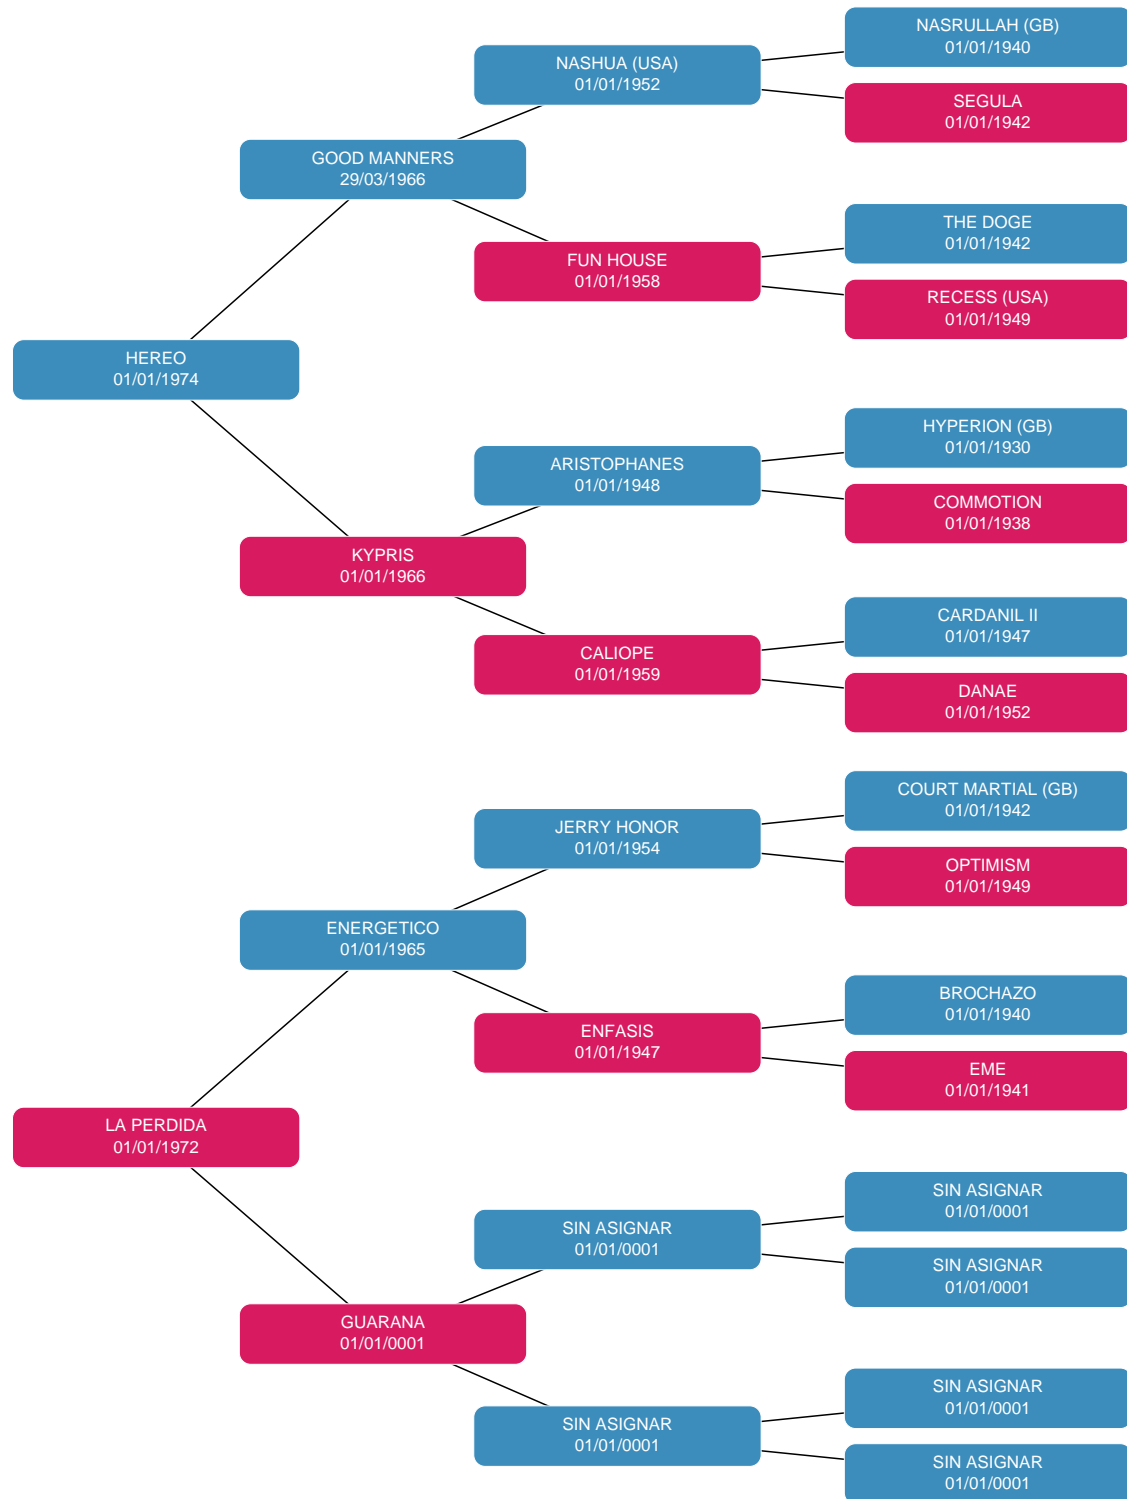 NASRULLAH (GB)
01/01/1940
NASHUA (USA)
01/01/1952
SEGULA
01/01/1942
GOOD MANNERS
29/03/1966
THE DOGE
01/01/1942
FUN HOUSE
01/01/1958
RECESS (USA)
01/01/1949
HEREO
01/01/1974
HYPERION (GB)
01/01/1930
ARISTOPHANES
01/01/1948
COMMOTION
01/01/1938
KYPRIS
01/01/1966
CARDANIL II
01/01/1947
CALIOPE
01/01/1959
DANAE
01/01/1952
COURT MARTIAL (GB)
01/01/1942
JERRY HONOR
01/01/1954
OPTIMISM
01/01/1949
ENERGETICO
01/01/1965
BROCHAZO
01/01/1940
ENFASIS
01/01/1947
EME
01/01/1941
LA PERDIDA
01/01/1972
SIN ASIGNAR
01/01/0001
SIN ASIGNAR
01/01/0001
SIN ASIGNAR
01/01/0001
GUARANA
01/01/0001
SIN ASIGNAR
01/01/0001
SIN ASIGNAR
01/01/0001
SIN ASIGNAR
01/01/0001